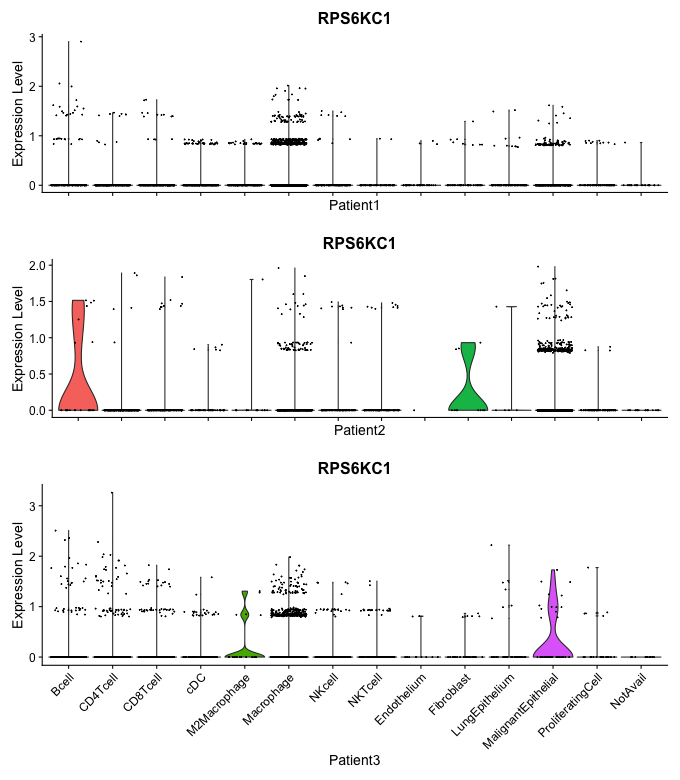 RPS6KC1
Expression Level
3
2
1
0
Patient1
RPS6KC1
Expression Level
2.0
1.5
1.0
0.5
0.0
Patient2
RPS6KC1
Expression Level
3
2
1
0
Bcell
CD4Tcell
CD8Tcell
cDC
M2Macrophage
Macrophage
NKcell
NKTcell
Endothelium
Fibroblast
LungEpithelium
MalignantEpithelial
ProliferatingCell
NotAvail
Patient3